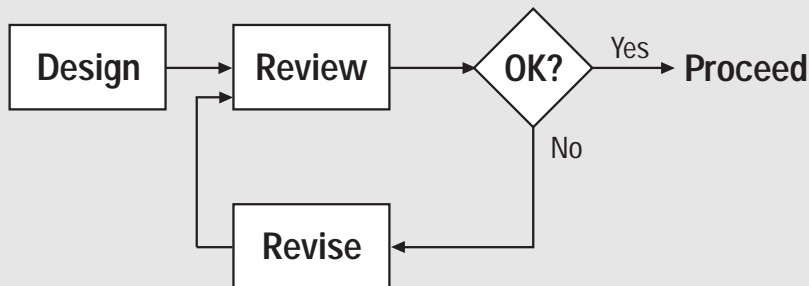 Design
Review
OK?
Yes
Proceed
No
Revise